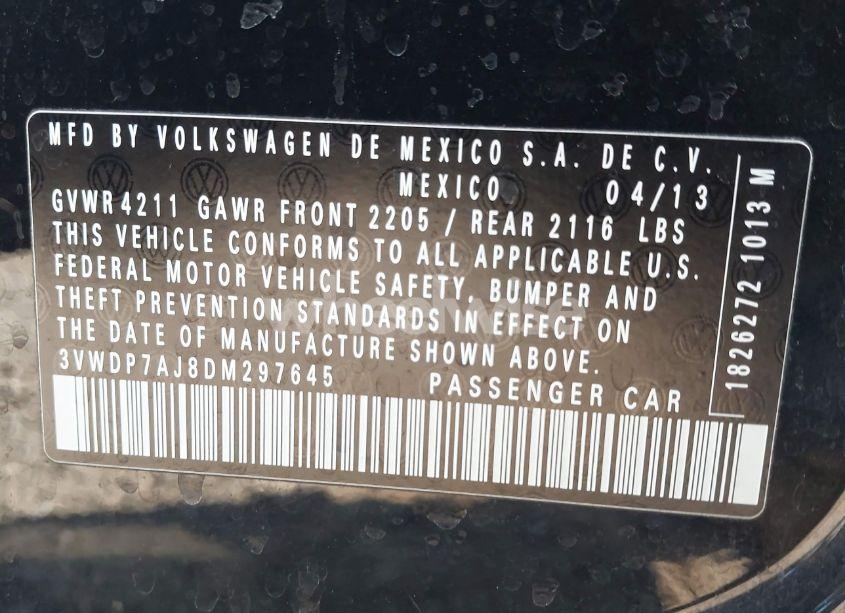 MFD BY VOLKSWAGEN DE MEXICO S.A. DE C.V.
MEXICO 04/13
GVWR 4211 GAWR FRONT 2205 / REAR 2116 LBS
THIS VEHICLE CONFORMS TO ALL APPLICABLE U.S.
FEDERAL MOTOR VEHICLE SAFETY, BUMPER AND
THEFT PREVENTION STANDARDS IN EFFECT ON
THE DATE OF MANUFACTURE SHOWN ABOVE.
3VWDP7AJ8DM297645 PASSENGER CAR
1826272 1013 M